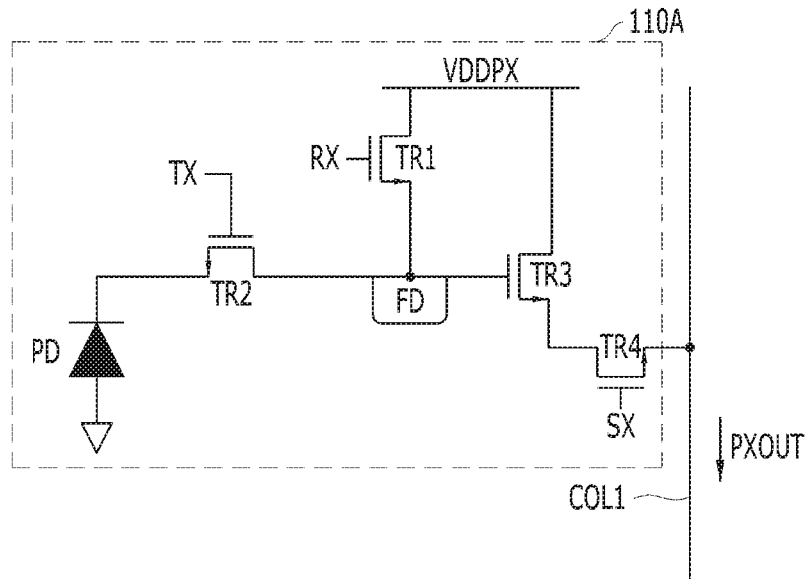 110A
VDDPX
RX
TR1
TX
TR2
FD
TR3
PD
TR4
SX
PXOUT
COL1